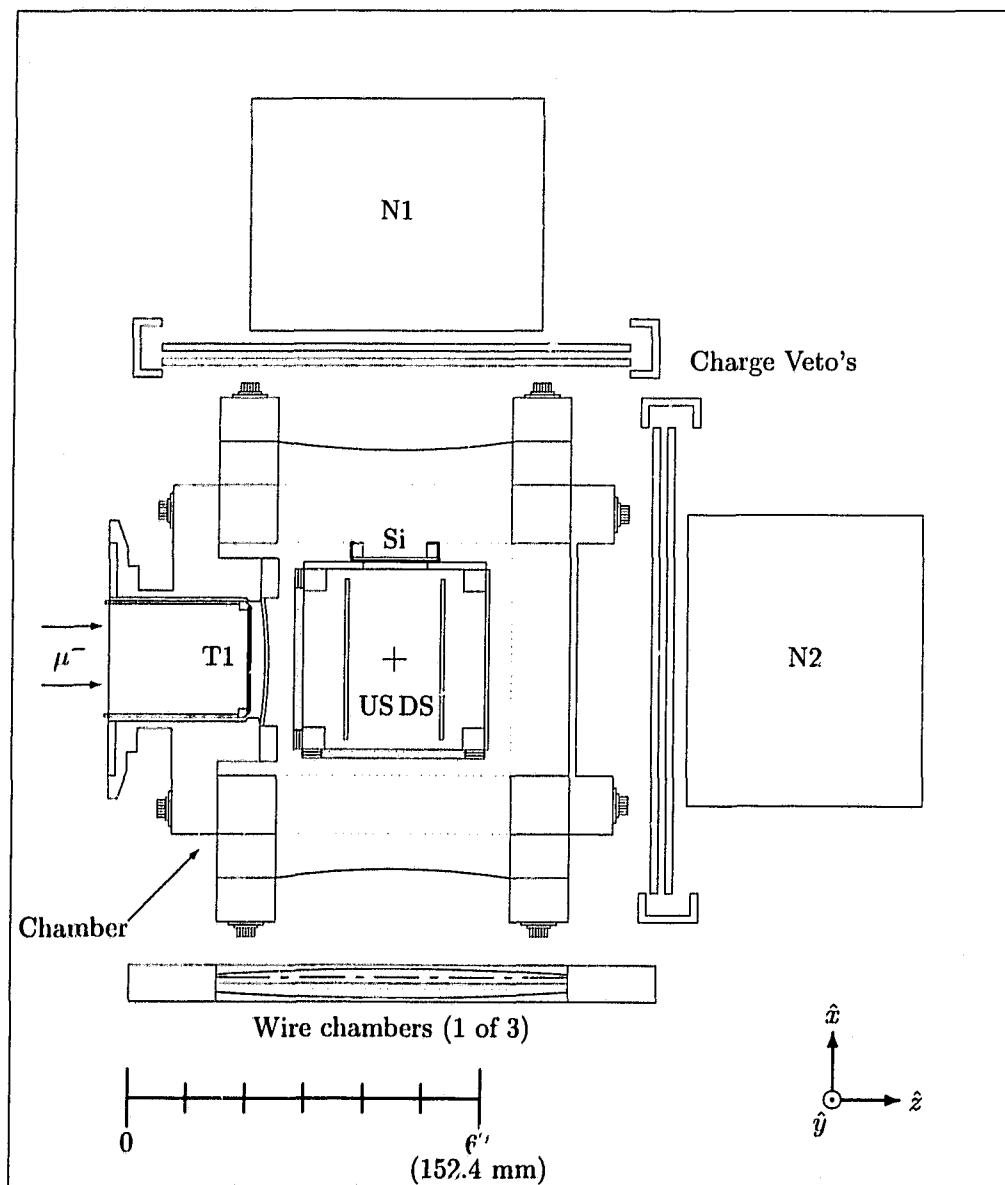 N1
Charge Veto's
Si
μ⁻
T1
N2
US DS
Chamber
Wire chambers (1 of 3)
x̂
ẑ
ŷ
0
6"
(152.4 mm)